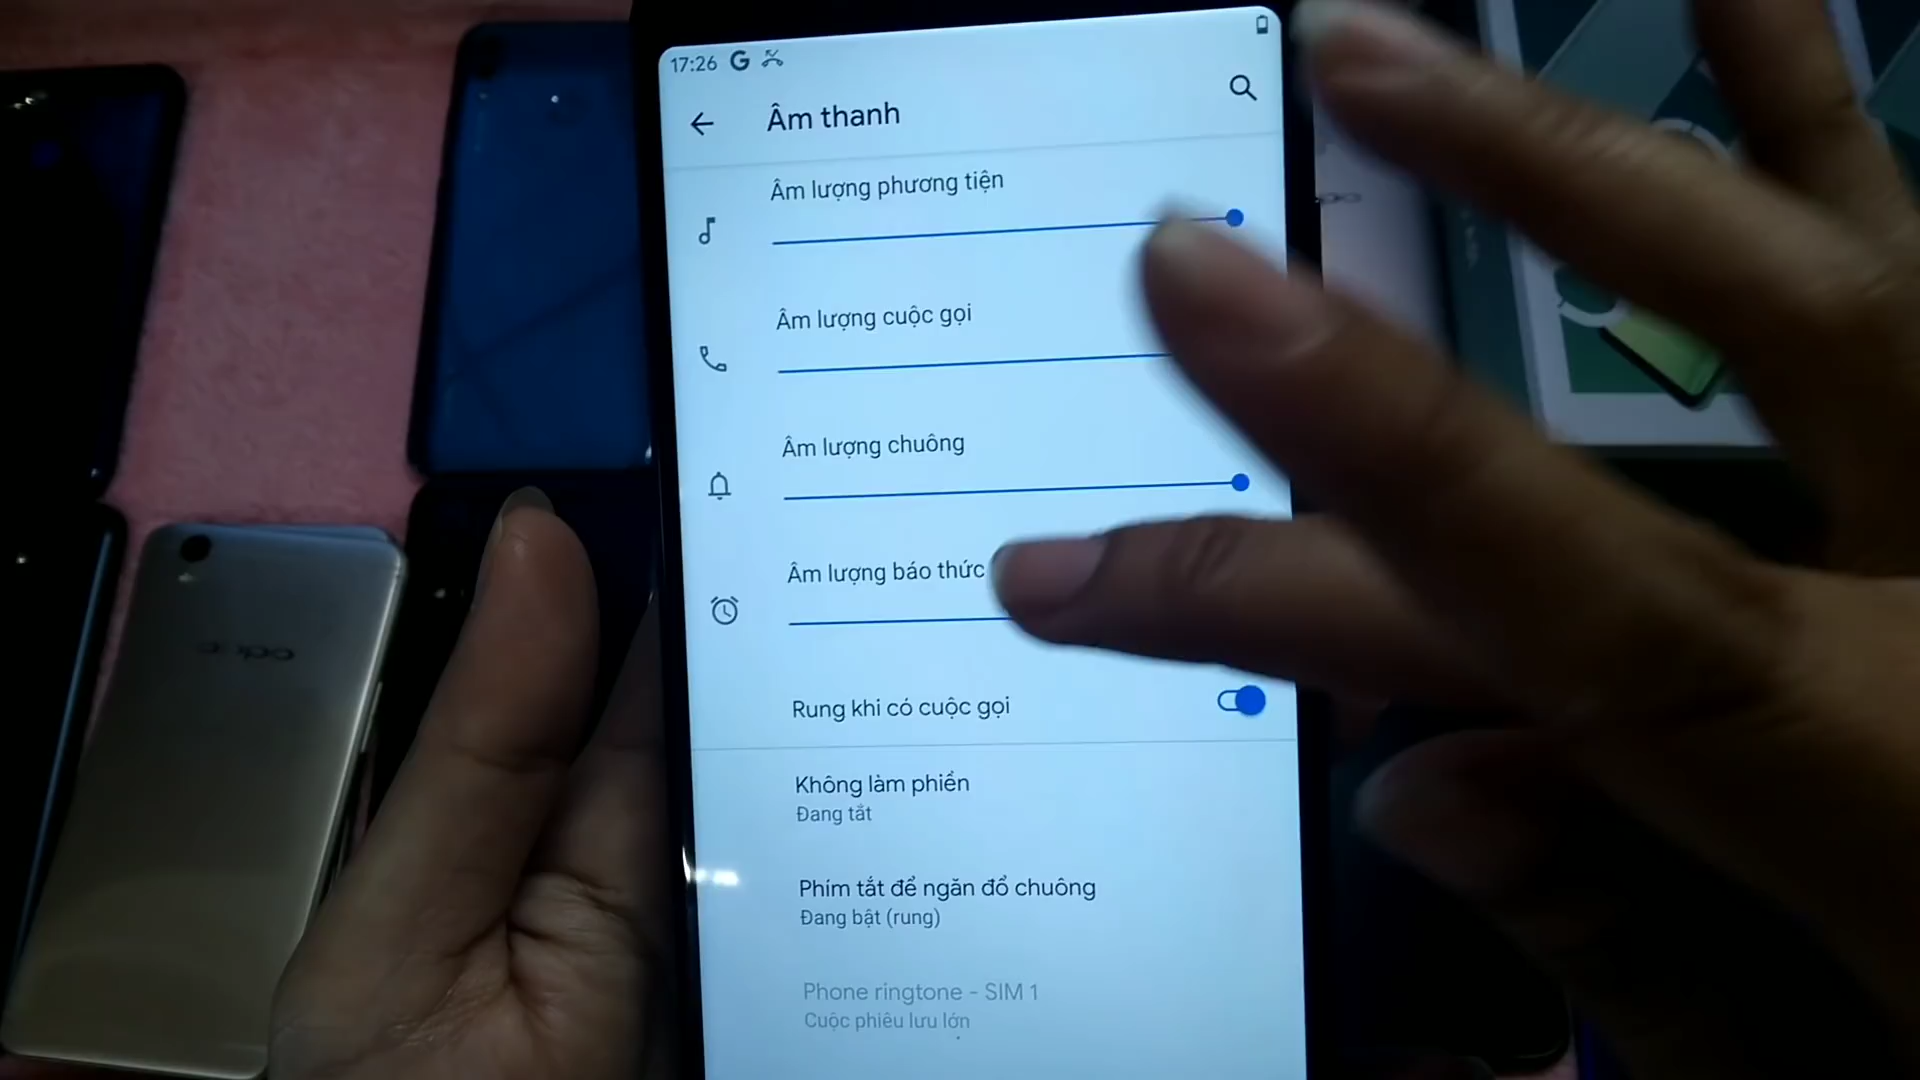 17:26 G
Âm thanh
Âm lượng phương tiện
Âm lượng cuộc gọi
Âm lượng chuông
Âm lượng báo thức
Rung khi có cuộc gọi
Không làm phiền
Đang tắt
Phím tắt để ngăn đổ chuông
Đang bật (rung)
Phone ringtone - SIM 1
Cuộc phiêu lưu lớn
oppo